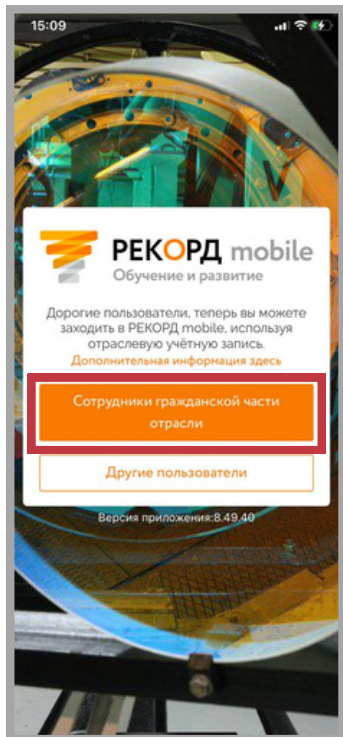 15:09
РЕКОРД mobile
Обучение и развитие
Дорогие пользователи, теперь вы можете
заходить в РЕКОРД mobile, используя
отраслевую учётную запись.
Дополнительная информация здесь
Сотрудники гражданской части
отрасли
Другие пользователи
Версия приложения:8.49.40